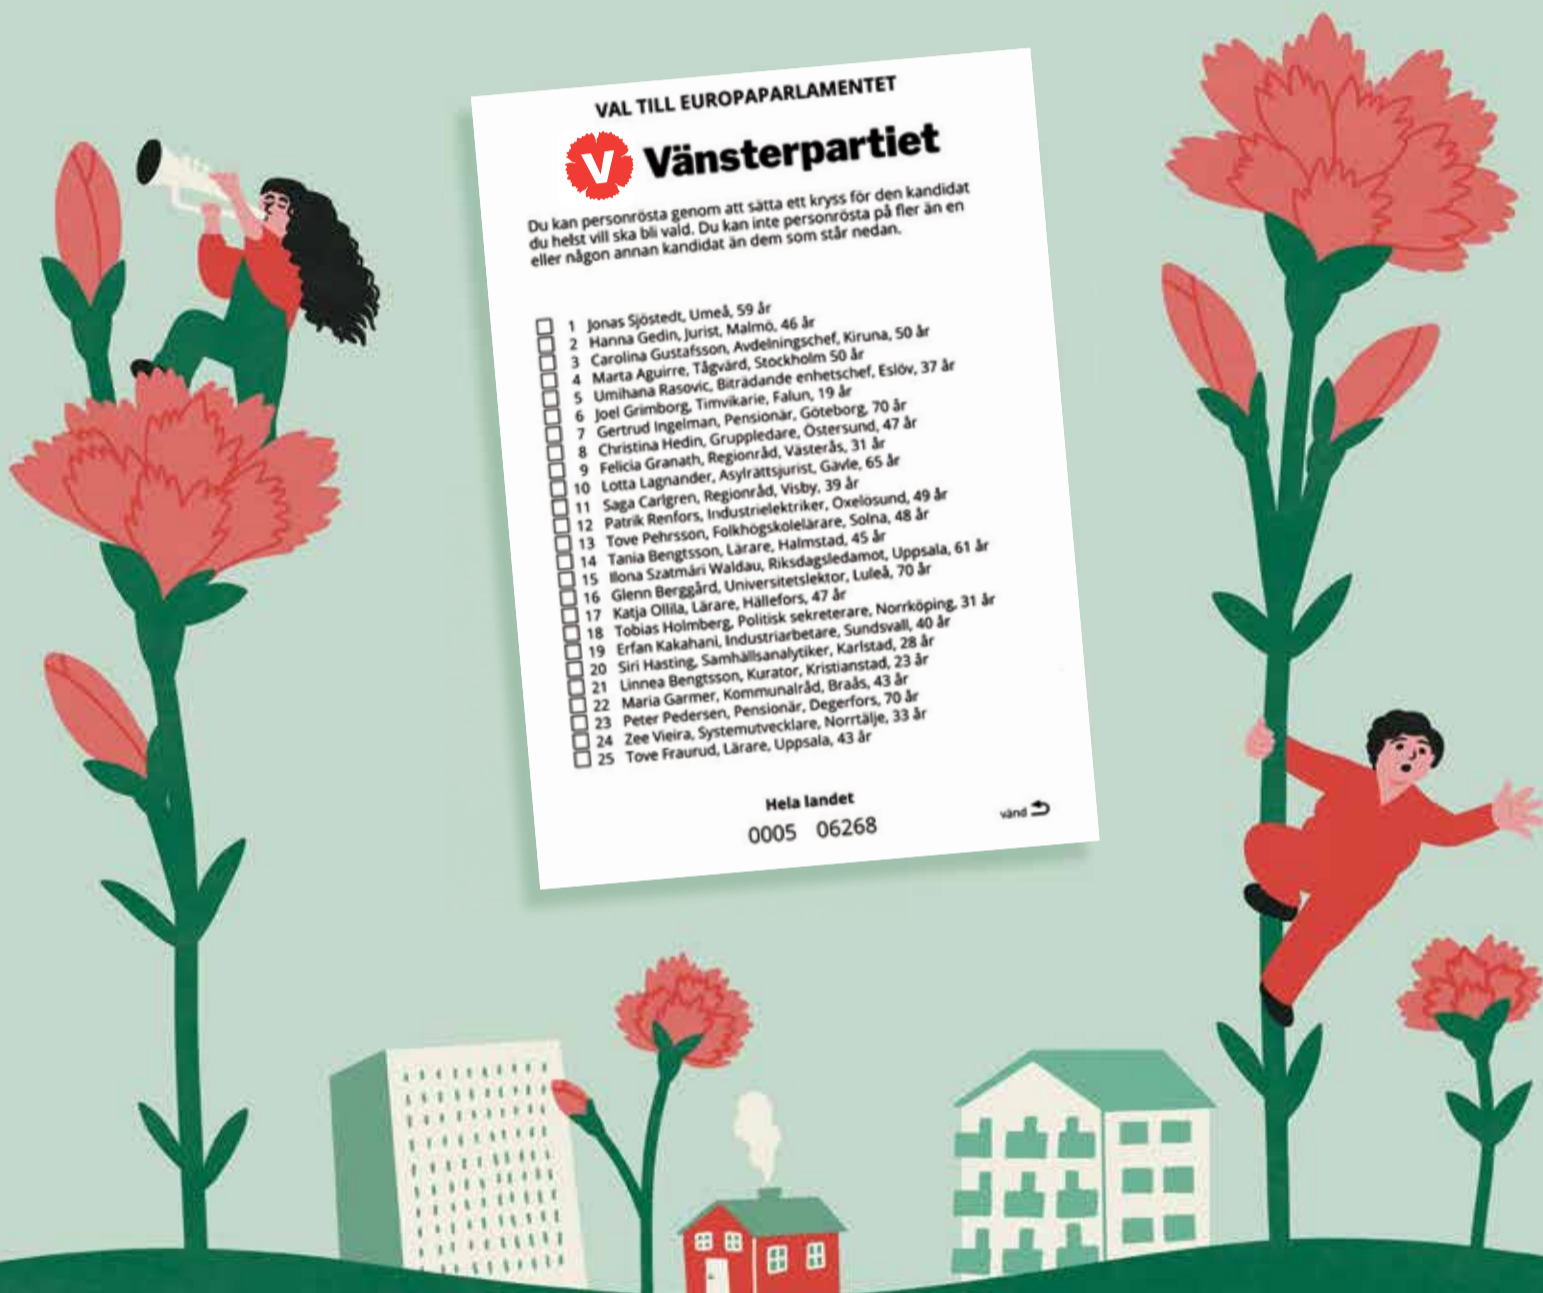 VAL TILL EUROPAPARLAMENTET
V Vänsterpartiet
Du kan personrösta genom att sätta ett kryss för den kandidat
du helst vill ska bli vald. Du kan inte personrösta på fler än en
eller någon annan kandidat än dem som står nedan.
1 Jonas Sjöstedt, Umeå, 59 år
2 Hanna Gedin, Jurist, Malmö, 46 år
3 Carolina Gustafsson, Avdelningschef, Kiruna, 50 år
4 Marta Aguirre, Tågvärd, Stockholm 50 år
5 Umihana Rasovic, Biträdande enhetschef, Eslöv, 37 år
6 Joel Grimborg, Timvikarie, Falun, 19 år
7 Gertrud Ingelman, Pensionär, Göteborg, 70 år
8 Christina Hedin, Gruppledare, Östersund, 47 år
9 Felicia Granath, Regionråd, Västerås, 31 år
10 Lotta Lagnander, Asylrättsjurist, Gävle, 65 år
11 Saga Carlgren, Regionråd, Visby, 39 år
12 Patrik Renfors, Industrielektriker, Oxelösund, 49 år
13 Tove Pehrsson, Folkhögskolelärare, Solna, 48 år
14 Tania Bengtsson, Lärare, Halmstad, 45 år
15 Ilona Szatmári Waldau, Riksdagsledamot, Uppsala, 61 år
16 Glenn Berggård, Universitetslektor, Luleå, 70 år
17 Katja Ollila, Lärare, Hällefors, 47 år
18 Tobias Holmberg, Politisk sekreterare, Norrköping, 31 år
19 Erfan Kakahani, Industriarbetare, Sundsvall, 40 år
20 Siri Hasting, Samhällsanalytiker, Karlstad, 28 år
21 Linnea Bengtsson, Kurator, Kristianstad, 23 år
22 Maria Garmer, Kommunalråd, Braås, 43 år
23 Peter Pedersen, Pensionär, Degerfors, 70 år
24 Zee Vieira, Systemutvecklare, Norrtälje, 33 år
25 Tove Fraurud, Lärare, Uppsala, 43 år
Hela landet
0005 06268
vänd